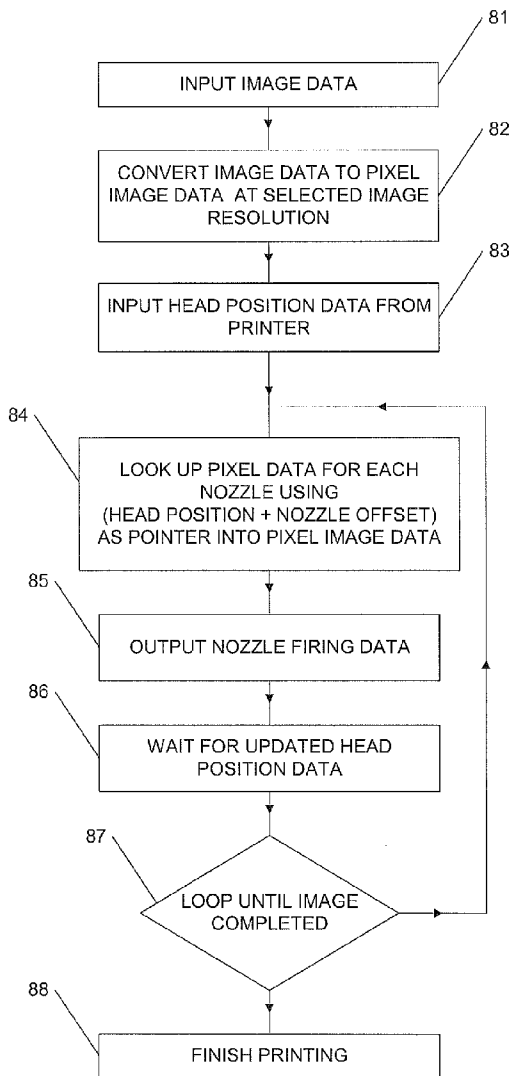 81
INPUT IMAGE DATA
82
CONVERT IMAGE DATA TO PIXEL
IMAGE DATA AT SELECTED IMAGE
RESOLUTION
83
INPUT HEAD POSITION DATA FROM
PRINTER
84
LOOK UP PIXEL DATA FOR EACH
NOZZLE USING
(HEAD POSITION + NOZZLE OFFSET)
AS POINTER INTO PIXEL IMAGE DATA
85
OUTPUT NOZZLE FIRING DATA
86
WAIT FOR UPDATED HEAD
POSITION DATA
87
LOOP UNTIL IMAGE
COMPLETED
88
FINISH PRINTING